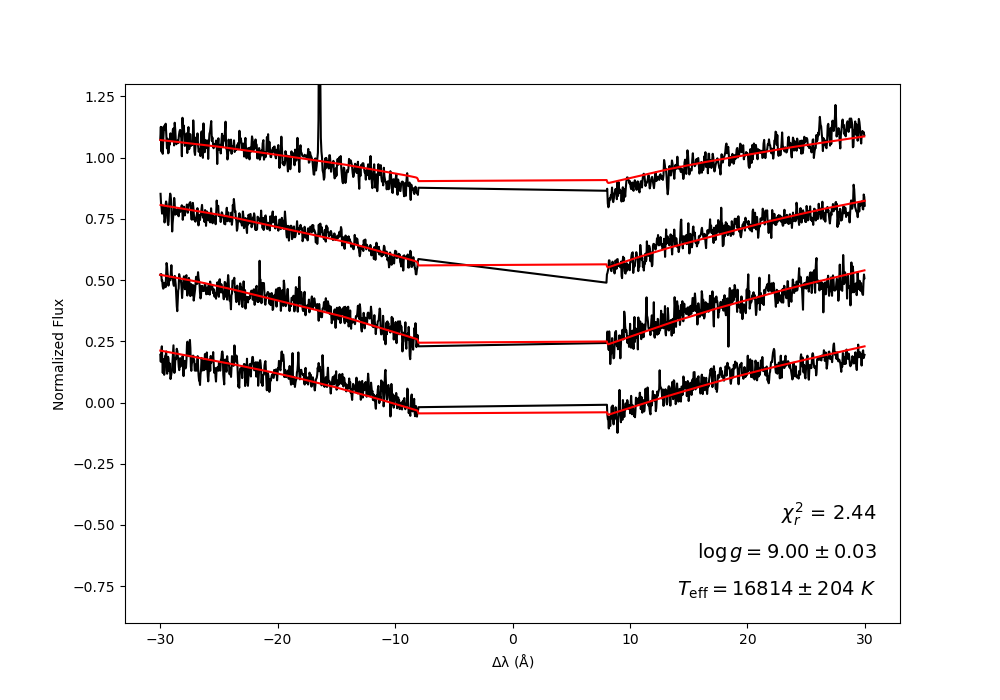 1.25
1.00
0.75
0.50
0.25
0.00
−0.25
−0.50
−0.75
Normalized Flux
χ²ᵣ = 2.44
log g = 9.00 ± 0.03
T_eff = 16814 ± 204 K
−30 −20 −10 0 10 20 30
Δλ (Å)